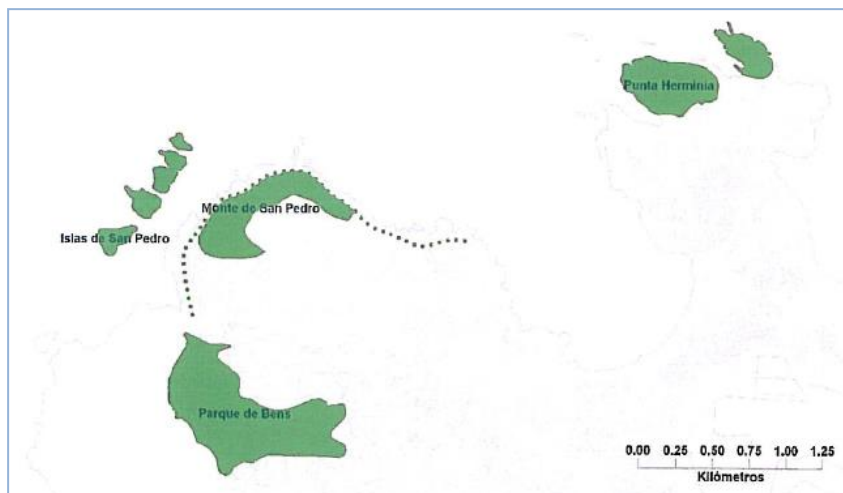 Punta Herminia
Monte de San Pedro
Islas de San Pedro
Parque de Bens
0.00 0.25 0.50 0.75 1.00 1.25
Kilómetros